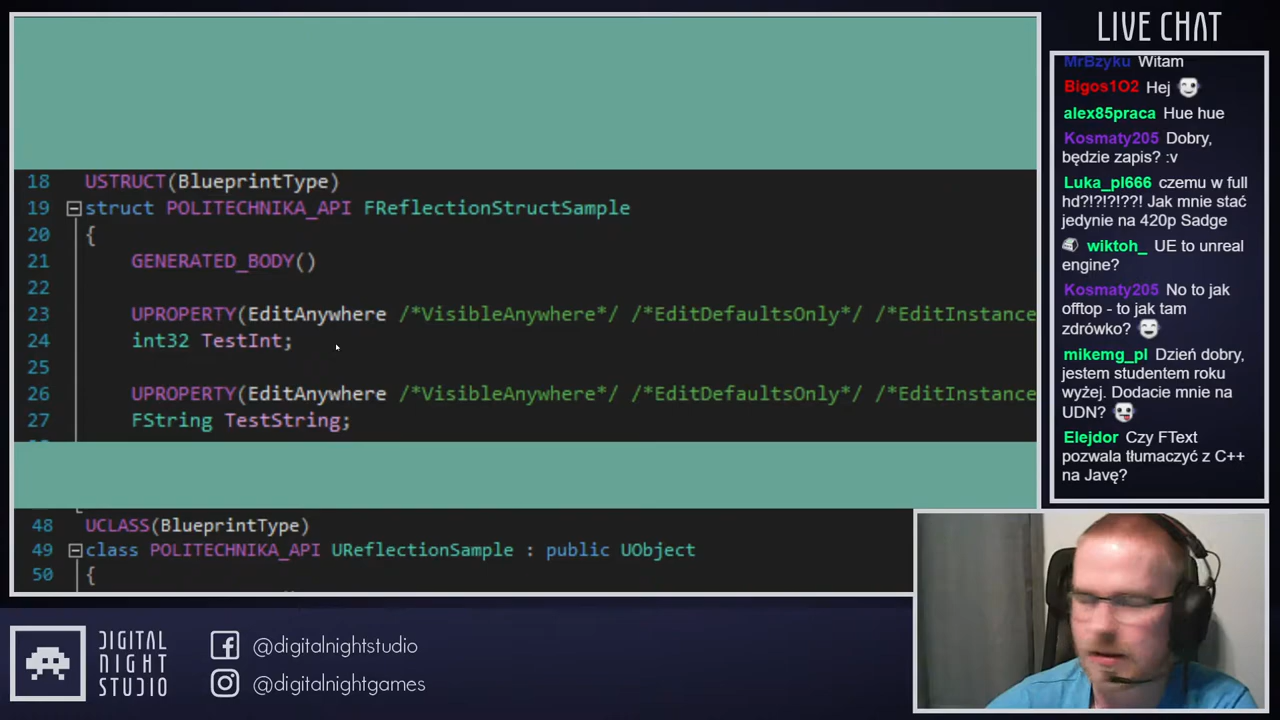 LIVE CHAT
MrBzyku Witam
Bigos1O2 Hej
alex85praca Hue hue
Kosmaty205 Dobry,
będzie zapis? :v
Luka_pl666 czemu w full
hd?!?!?!??! Jak mnie stać
jedynie na 420p Sadge
wiktoh_ UE to unreal
engine?
Kosmaty205 No to jak
offtop - to jak tam
zdrówko?
mikemg_pl Dzień dobry,
jestem studentem roku
wyżej. Dodacie mnie na
UDN?
Elejdor Czy FText
pozwala tłumaczyć z C++
na Javę?
18 USTRUCT(BlueprintType)
19 struct POLITECHNIKA_API FReflectionStructSample
20 {
21 GENERATED_BODY()
22
23 UPROPERTY(EditAnywhere /*VisibleAnywhere*/ /*EditDefaultsOnly*/ /*EditInstance
24 int32 TestInt;
25
26 UPROPERTY(EditAnywhere /*VisibleAnywhere*/ /*EditDefaultsOnly*/ /*EditInstance
27 FString TestString;
48 UCLASS(BlueprintType)
49 class POLITECHNIKA_API UReflectionSample : public UObject
50 {
DIGITAL
NIGHT
STUDIO
@digitalnightstudio
@digitalnightgames